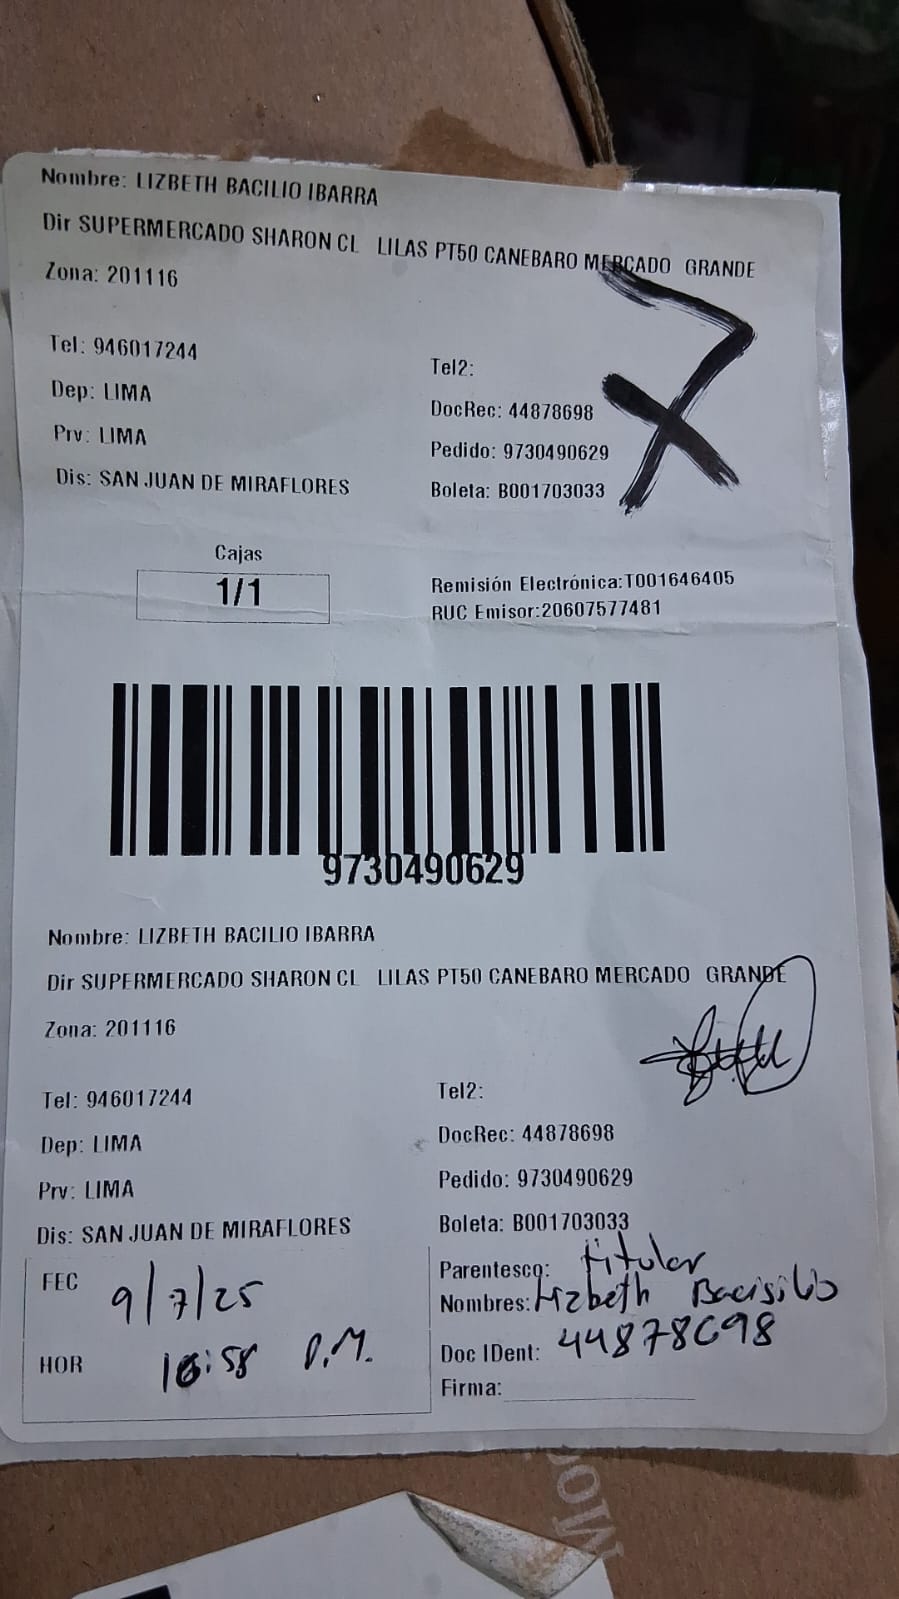 Nombre: LIZBETH BACILIO IBARRA
Dir SUPERMERCADO SHARON CL LILAS PT50 CANEBARO MERCADO GRANDE
Zona: 201116
7
Tel: 946017244
Tel2:
Dep: LIMA
DocRec: 44878698
Prv: LIMA
Pedido: 9730490629
Dis: SAN JUAN DE MIRAFLORES
Boleta: B001703033
Cajas
1/1
Remisión Electrónica:T001646405
RUC Emisor:20607577481
9730490629
Nombre: LIZBETH BACILIO IBARRA
Dir SUPERMERCADO SHARON CL LILAS PT50 CANEBARO MERCADO GRANDE
Zona: 201116
Tel: 946017244
Tel2:
Dep: LIMA
DocRec: 44878698
Prv: LIMA
Pedido: 9730490629
Dis: SAN JUAN DE MIRAFLORES
Boleta: B001703033
FEC 9/7/25
Parentesco: titular
Nombres: Lizbeth
HOR P.M.
Doc IDent: 44878698
Firma: